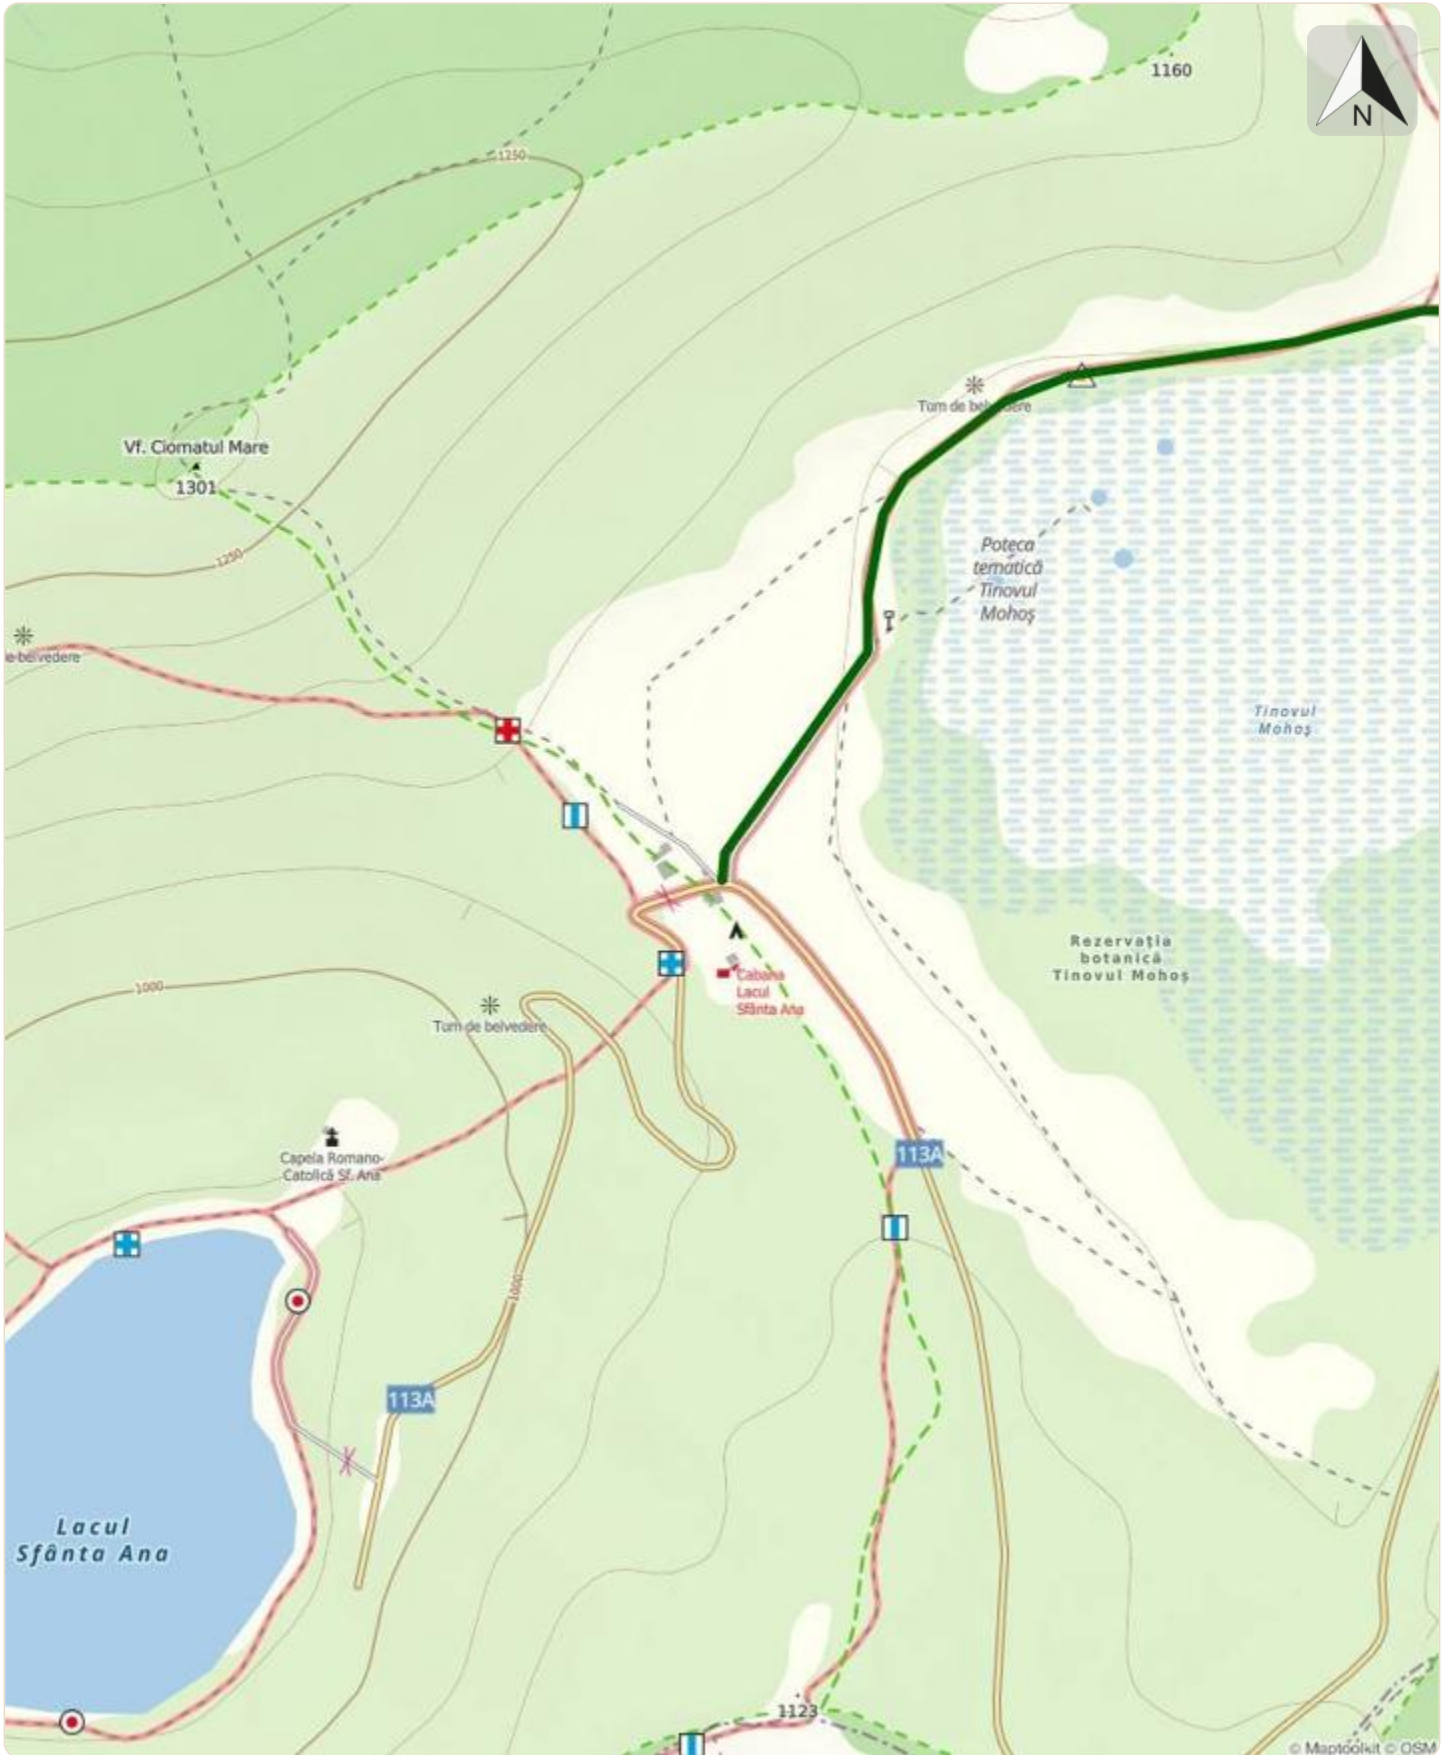 1160
N
1250
Vf. Ciomatul Mare
1301
Turn de belvedere
1250
Poteca
tematică
Tinovul
Mohoş
e belvedere
Tinovul
Mohoş
Rezervaţia
botanică
Tinovul Mohoş
Cabana
Lacul
Sfânta Ana
1000
Turn de belvedere
113A
Capela Romano-
Catolică Sf. Ana
1000
113A
Lacul
Sfânta Ana
1123
© Maptoolkit © OSM